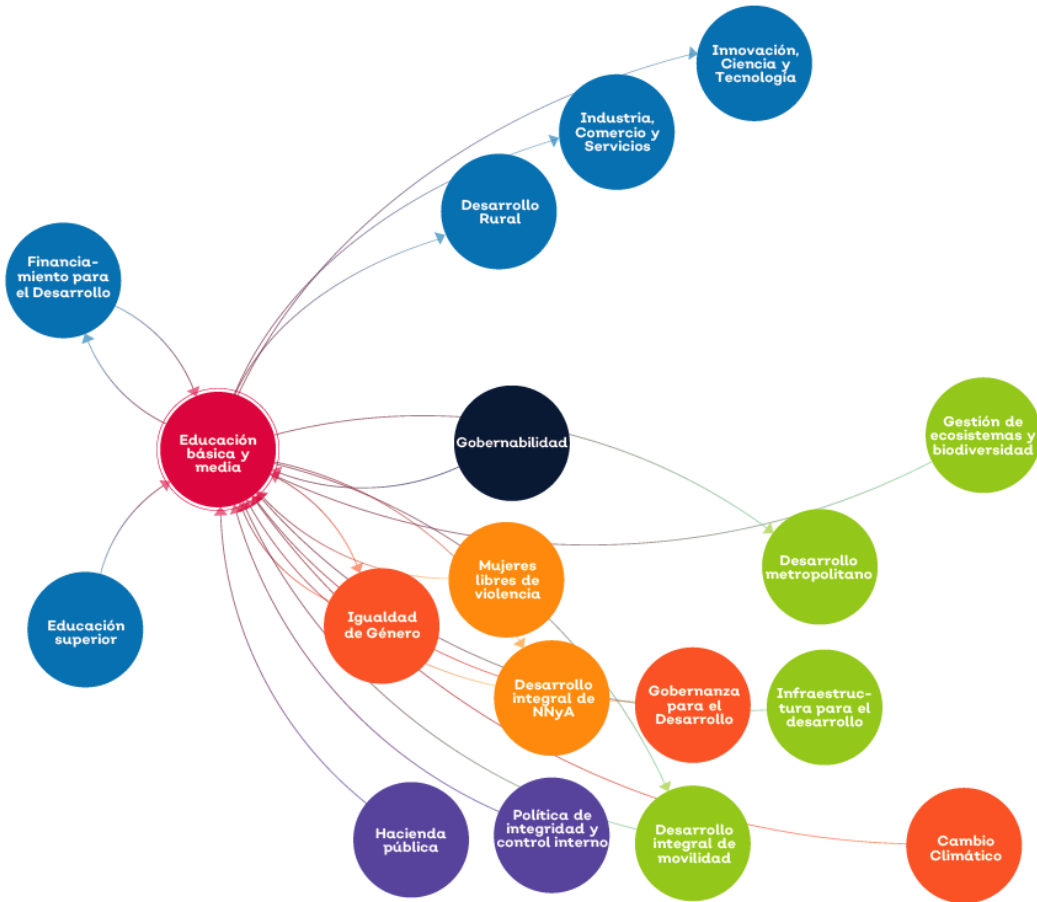 Innovación,
Ciencia y
Tecnología
Industria,
Comercio y
Servicios
Desarrollo
Rural
Financia-
miento para
el Desarrollo
Educación
básica y
media
Gobernabilidad
Gestión de
ecosistemas y
biodiversidad
Desarrollo
metropolitano
Mujeres
libres de
violencia
Igualdad
de Género
Educación
superior
Desarrollo
integral de
NNyA
Gobernanza
para el
Desarrollo
Infraestruc-
tura para el
desarrollo
Hacienda
pública
Política de
integridad y
control interno
Desarrollo
integral de
movilidad
Cambio
Climático